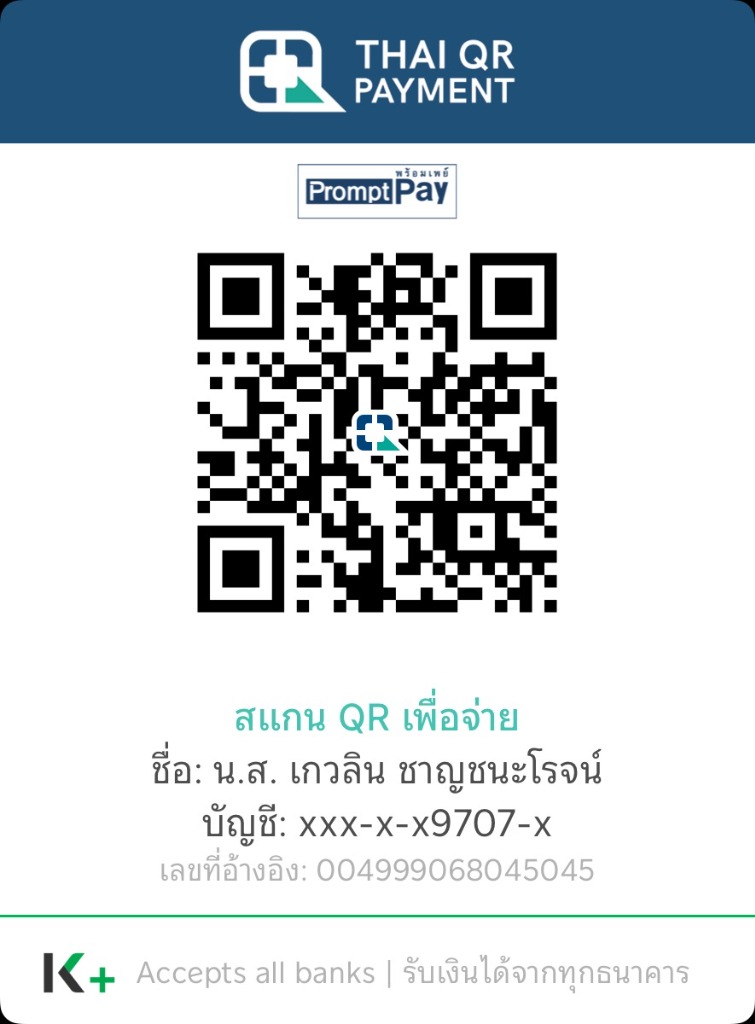 THAI QR
PAYMENT
พร้อมเพย์
PromptPay
สแกน QR เพื่อจ่าย
ชื่อ: น.ส. เกวลิน ชาญชนะโรจน์
บัญชี: xxx-x-x9707-x
เลขที่อ้างอิง: 004999068045045
K+ Accepts all banks | รับเงินได้จากทุกธนาคาร